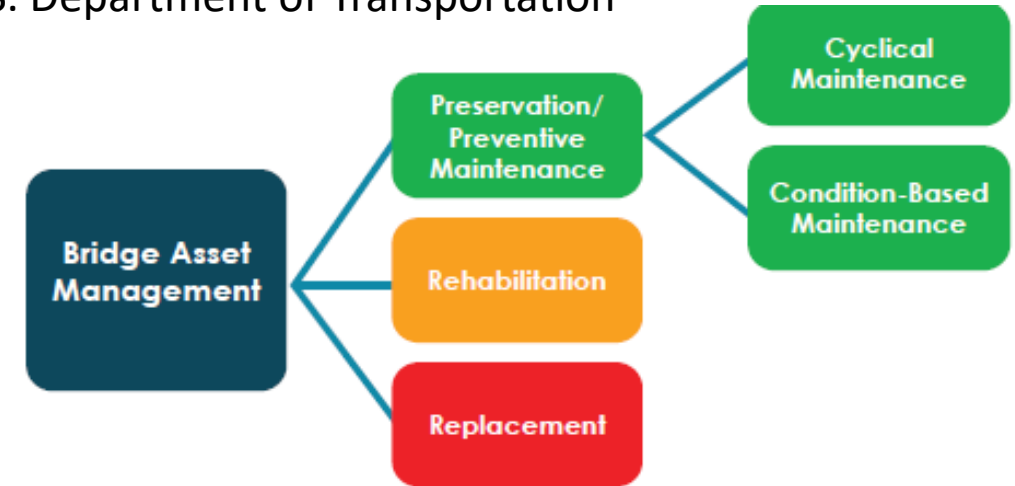 . Department of Transportation
Cyclical
Maintenance
Preservation/
Preventive
Maintenance
Condition-Based
Maintenance
Bridge Asset
Management
Rehabilitation
Replacement